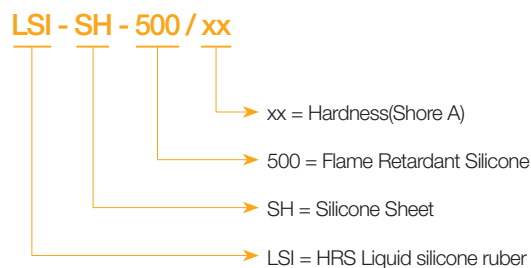 LSI - SH - 500 / xx
xx = Hardness(Shore A)
500 = Flame Retardant Silicone
SH = Silicone Sheet
LSI = HRS Liquid silicone ruber